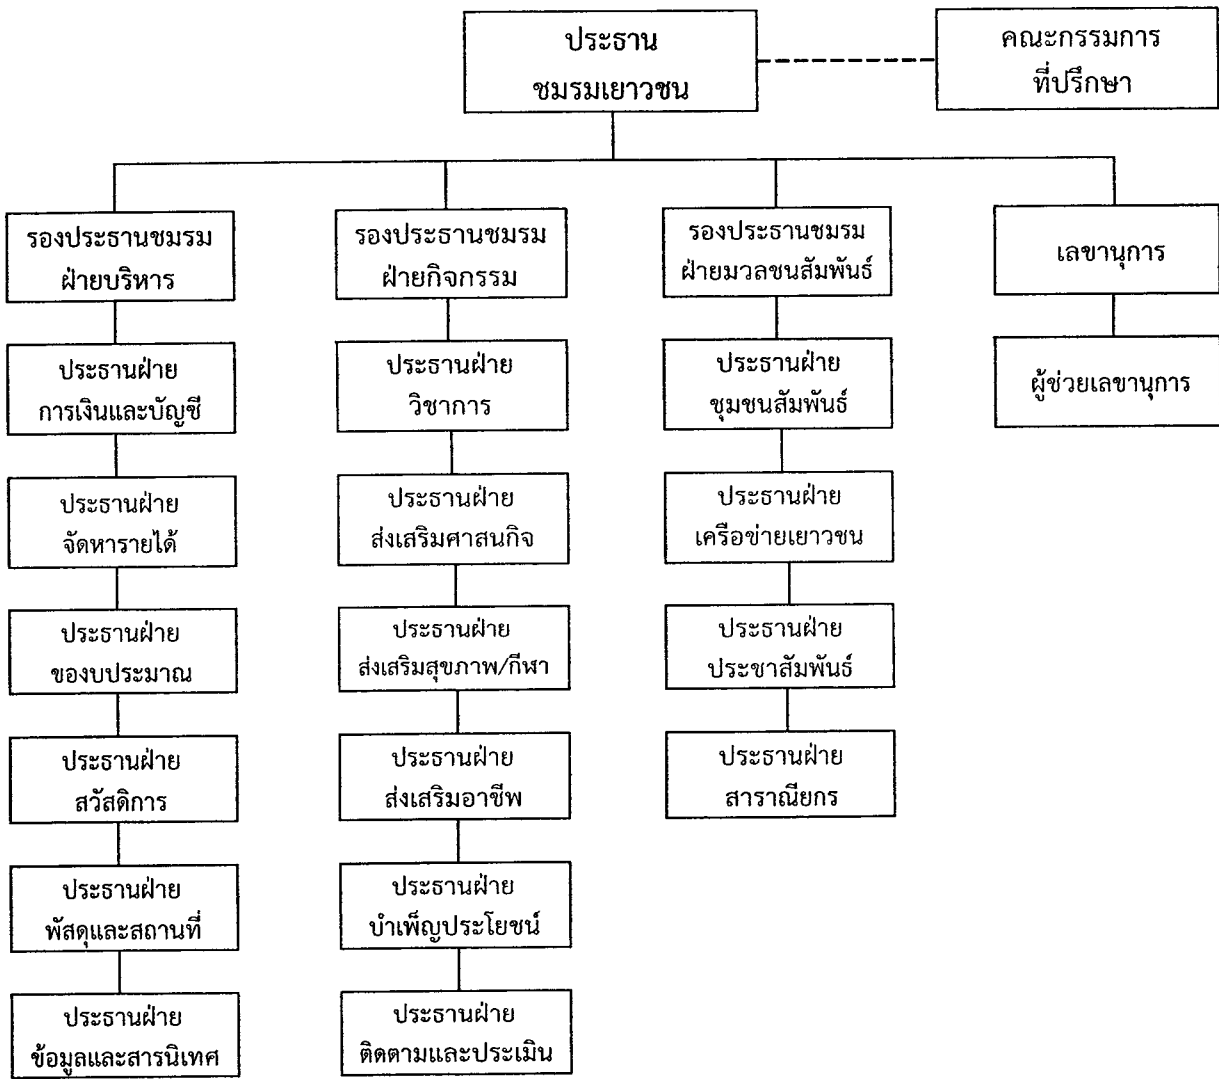 ประธาน
ชมรมเยาวชน
คณะกรรมการ
ที่ปรึกษา
รองประธานชมรม
ฝ่ายบริหาร
รองประธานชมรม
ฝ่ายกิจกรรม
รองประธานชมรม
ฝ่ายมวลชนสัมพันธ์
เลขานุการ
ประธานฝ่าย
การเงินและบัญชี
ประธานฝ่าย
วิชาการ
ประธานฝ่าย
ชุมชนสัมพันธ์
ผู้ช่วยเลขานุการ
ประธานฝ่าย
จัดหารายได้
ประธานฝ่าย
ส่งเสริมศาสนกิจ
ประธานฝ่าย
เครือข่ายเยาวชน
ประธานฝ่าย
ของบประมาณ
ประธานฝ่าย
ส่งเสริมสุขภาพ/กีฬา
ประธานฝ่าย
ประชาสัมพันธ์
ประธานฝ่าย
สวัสดิการ
ประธานฝ่าย
ส่งเสริมอาชีพ
ประธานฝ่าย
สาราณียกร
ประธานฝ่าย
พัสดุและสถานที่
ประธานฝ่าย
บำเพ็ญประโยชน์
ประธานฝ่าย
ข้อมูลและสารนิเทศ
ประธานฝ่าย
ติดตามและประเมิน